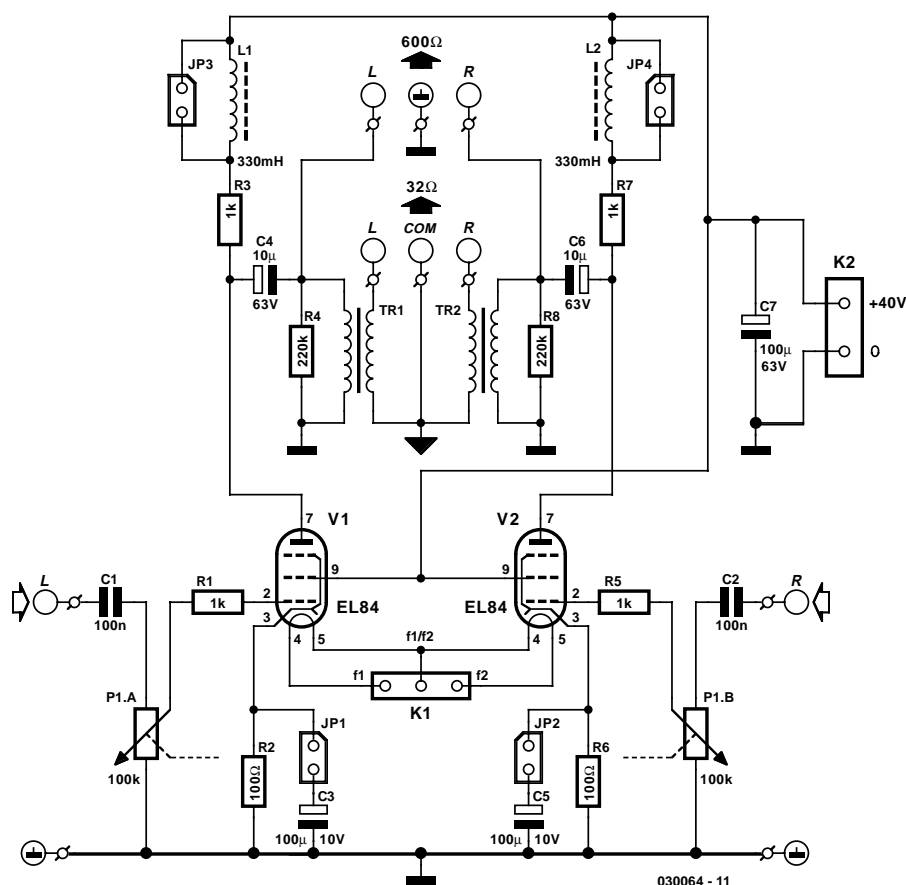 600Ω
L1
L2
JP3
L
R
JP4
330mH
330mH
R3
R7
1k
1k
32Ω
L
COM
R
C4
C6
10µ
10µ
K2
63V
63V
+40V
C7
R4
TR1
TR2
R8
220k
220k
100µ
63V
0
7
7
V1
V2
L
C1
R1
9
9
R5
C2
R
1k
2
2
1k
100n
EL84
EL84
100n
3
3
4
5
f1/f2
4
5
f1
f2
P1.A
K1
P1.B
JP1
JP2
R2
R6
100k
100Ω
100Ω
100k
C3
C5
100µ
10V
100µ
10V
030064 - 11